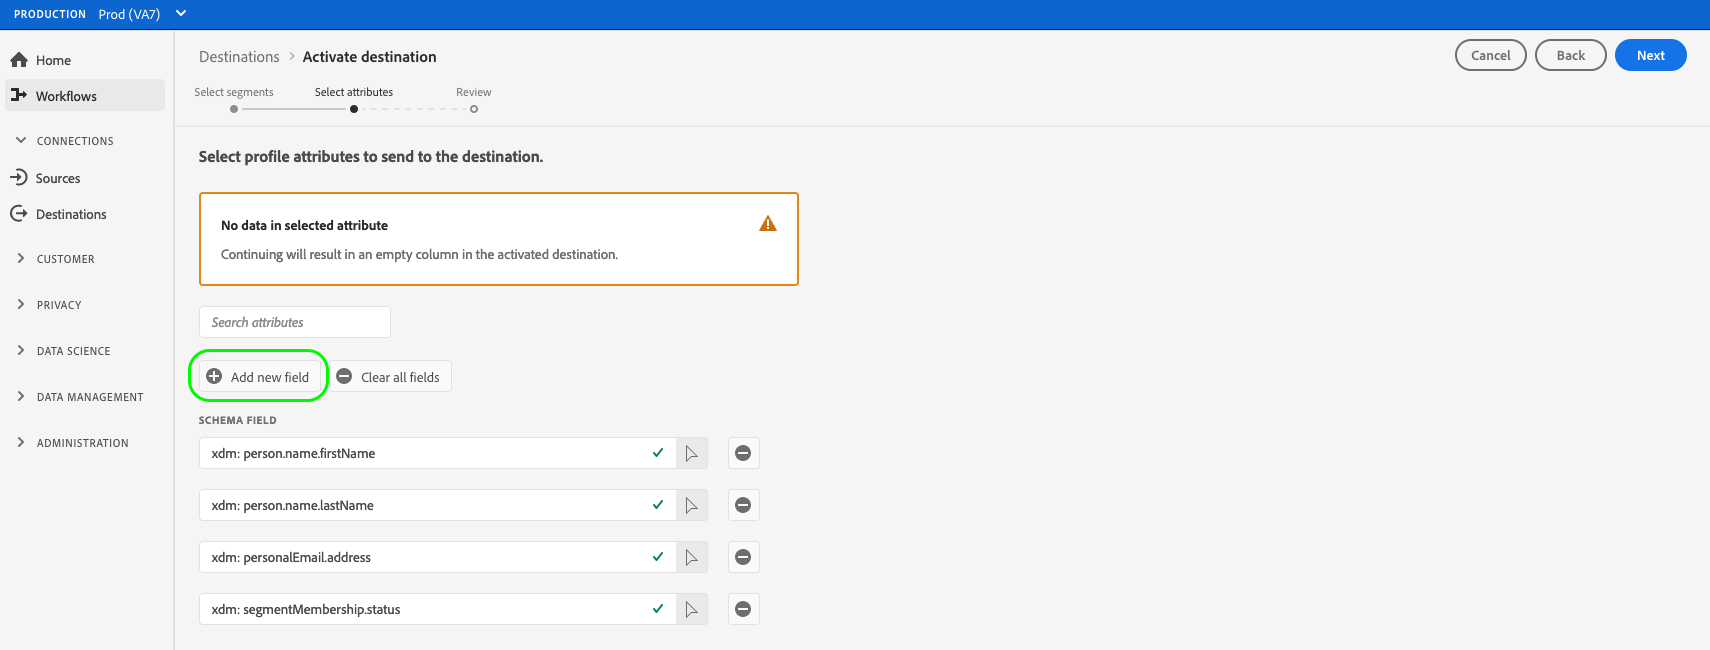 PRODUCTION Prod (VA7)
Home
Workflows
CONNECTIONS
Sources
Destinations
CUSTOMER
PRIVACY
DATA SCIENCE
DATA MANAGEMENT
ADMINISTRATION
Destinations > Activate destination
Cancel
Back
Next
Select segments
Select attributes
Review
Select profile attributes to send to the destination.
No data in selected attribute
Continuing will result in an empty column in the activated destination.
Search attributes
Add new field
Clear all fields
SCHEMA FIELD
xdm: person.name.firstName
xdm: person.name.lastName
xdm: personalEmail.address
xdm: segmentMembership.status